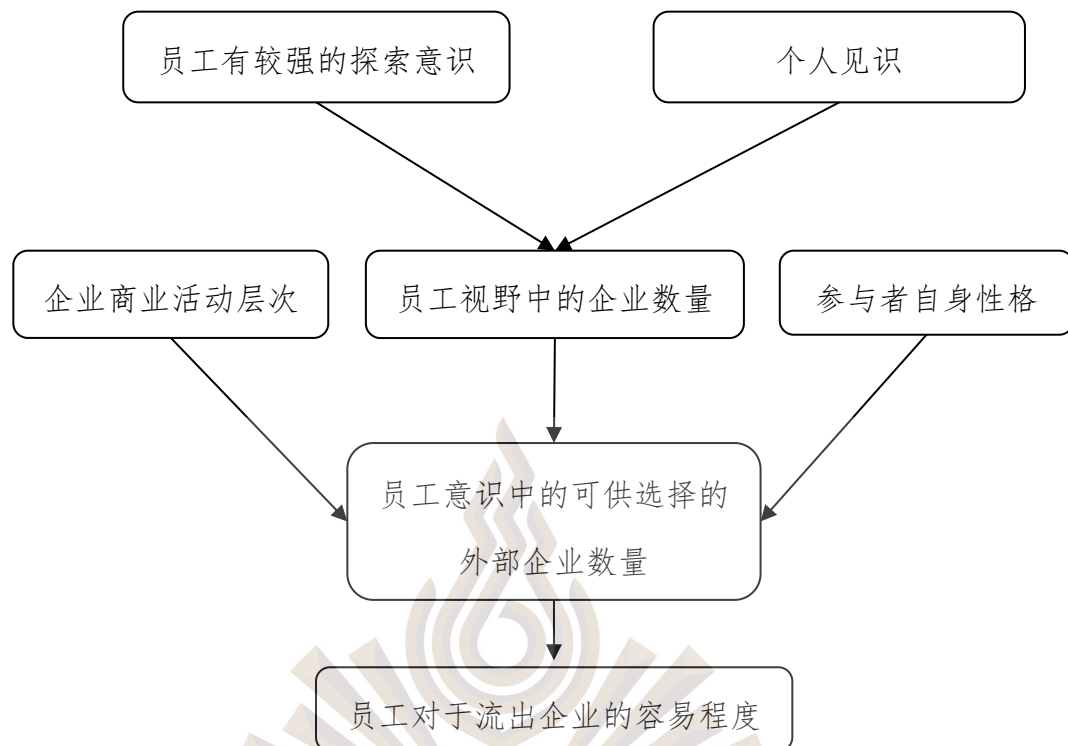 员工有较强的探索意识
个人见识
企业商业活动层次
员工视野中的企业数量
参与者自身性格
员工意识中的可供选择的
外部企业数量
员工对于流出企业的容易程度